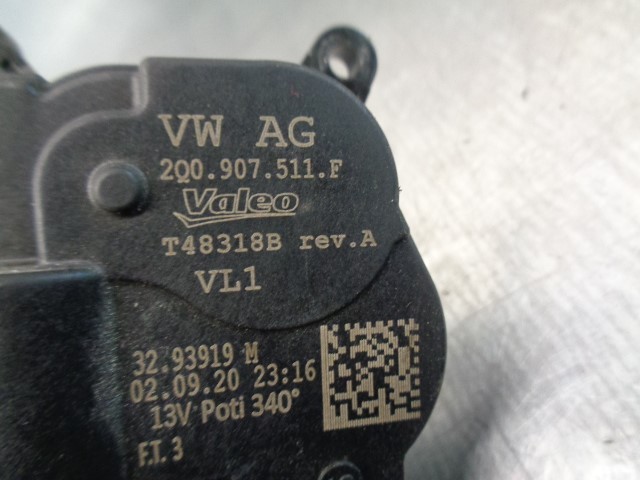 VW AG
2Q0.907.511.F
Valeo
T48318B rev.A
VL1
32.93919 M
02.09.20 23:16
13V Poti 340°
F.T. 3